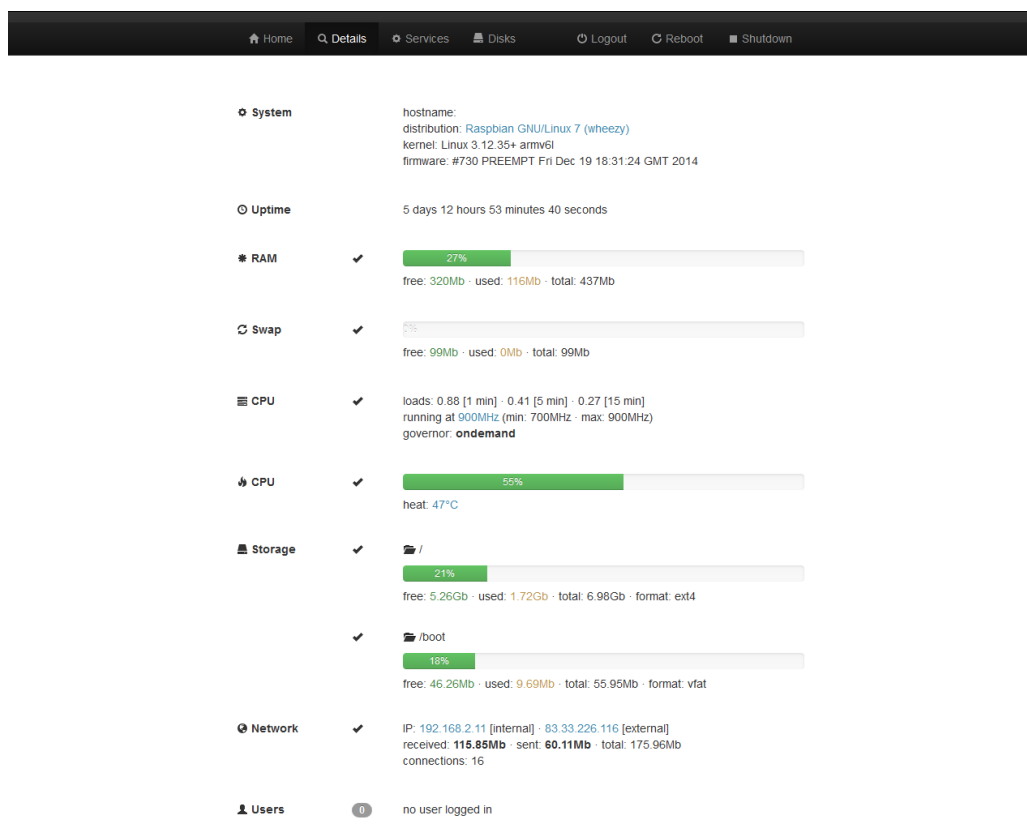 Home Details Services Disks Logout Reboot Shutdown
System
hostname:
distribution: Raspbian GNU/Linux 7 (wheezy)
kernel: Linux 3.12.35+ armv6l
firmware: #730 PREEMPT Fri Dec 19 18:31:24 GMT 2014
Uptime 5 days 12 hours 53 minutes 40 seconds
RAM 27%
free: 320Mb · used: 116Mb · total: 437Mb
Swap
free: 99Mb · used: 0Mb · total: 99Mb
CPU loads: 0.88 [1 min] · 0.41 [5 min] · 0.27 [15 min]
running at 900MHz (min: 700MHz · max: 900MHz)
governor: ondemand
CPU 55%
heat: 47°C
Storage /
21%
free: 5.26Gb · used: 1.72Gb · total: 6.98Gb · format: ext4
/boot
18%
free: 46.26Mb · used: 9.69Mb · total: 55.95Mb · format: vfat
Network IP: 192.168.2.11 [internal] · 83.33.226.116 [external]
received: 115.85Mb · sent: 60.11Mb · total: 175.96Mb
connections: 16
Users 0 no user logged in